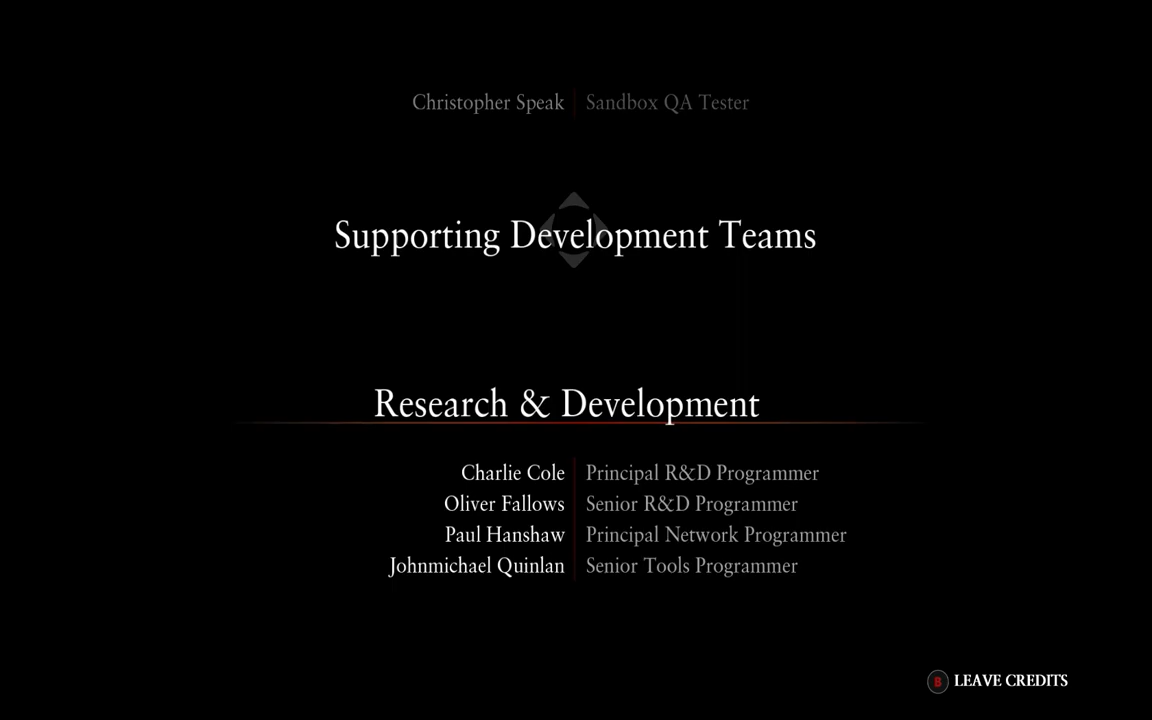 Christopher Speak Sandbox QA Tester
Supporting Development Teams
Research & Development
Charlie Cole Principal R&D Programmer
Oliver Fallows Senior R&D Programmer
Paul Hanshaw Principal Network Programmer
Johnmichael Quinlan Senior Tools Programmer
B LEAVE CREDITS